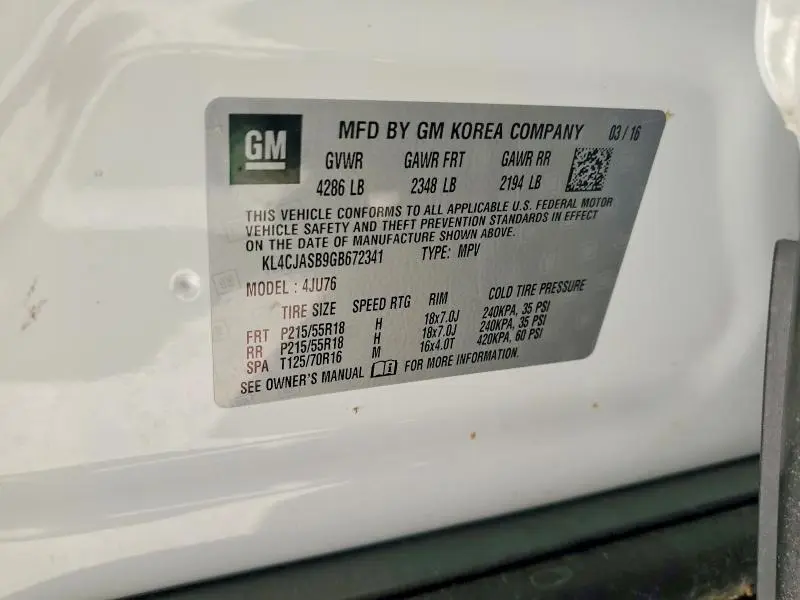 GM
MFD BY GM KOREA COMPANY 03 / 16
GVWR GAWR FRT GAWR RR
4286 LB 2348 LB 2194 LB
THIS VEHICLE CONFORMS TO ALL APPLICABLE U.S. FEDERAL MOTOR
VEHICLE SAFETY AND THEFT PREVENTION STANDARDS IN EFFECT
ON THE DATE OF MANUFACTURE SHOWN ABOVE.
KL4CJASB9GB672341 TYPE: MPV
MODEL : 4JU76
TIRE SIZE SPEED RTG RIM COLD TIRE PRESSURE
FRT P215/55R18 H 18x7.0J 240KPA, 35 PSI
RR P215/55R18 H 18x7.0J 240KPA, 35 PSI
SPA T125/70R16 M 16x4.0T 420KPA, 60 PSI
SEE OWNER'S MANUAL FOR MORE INFORMATION.